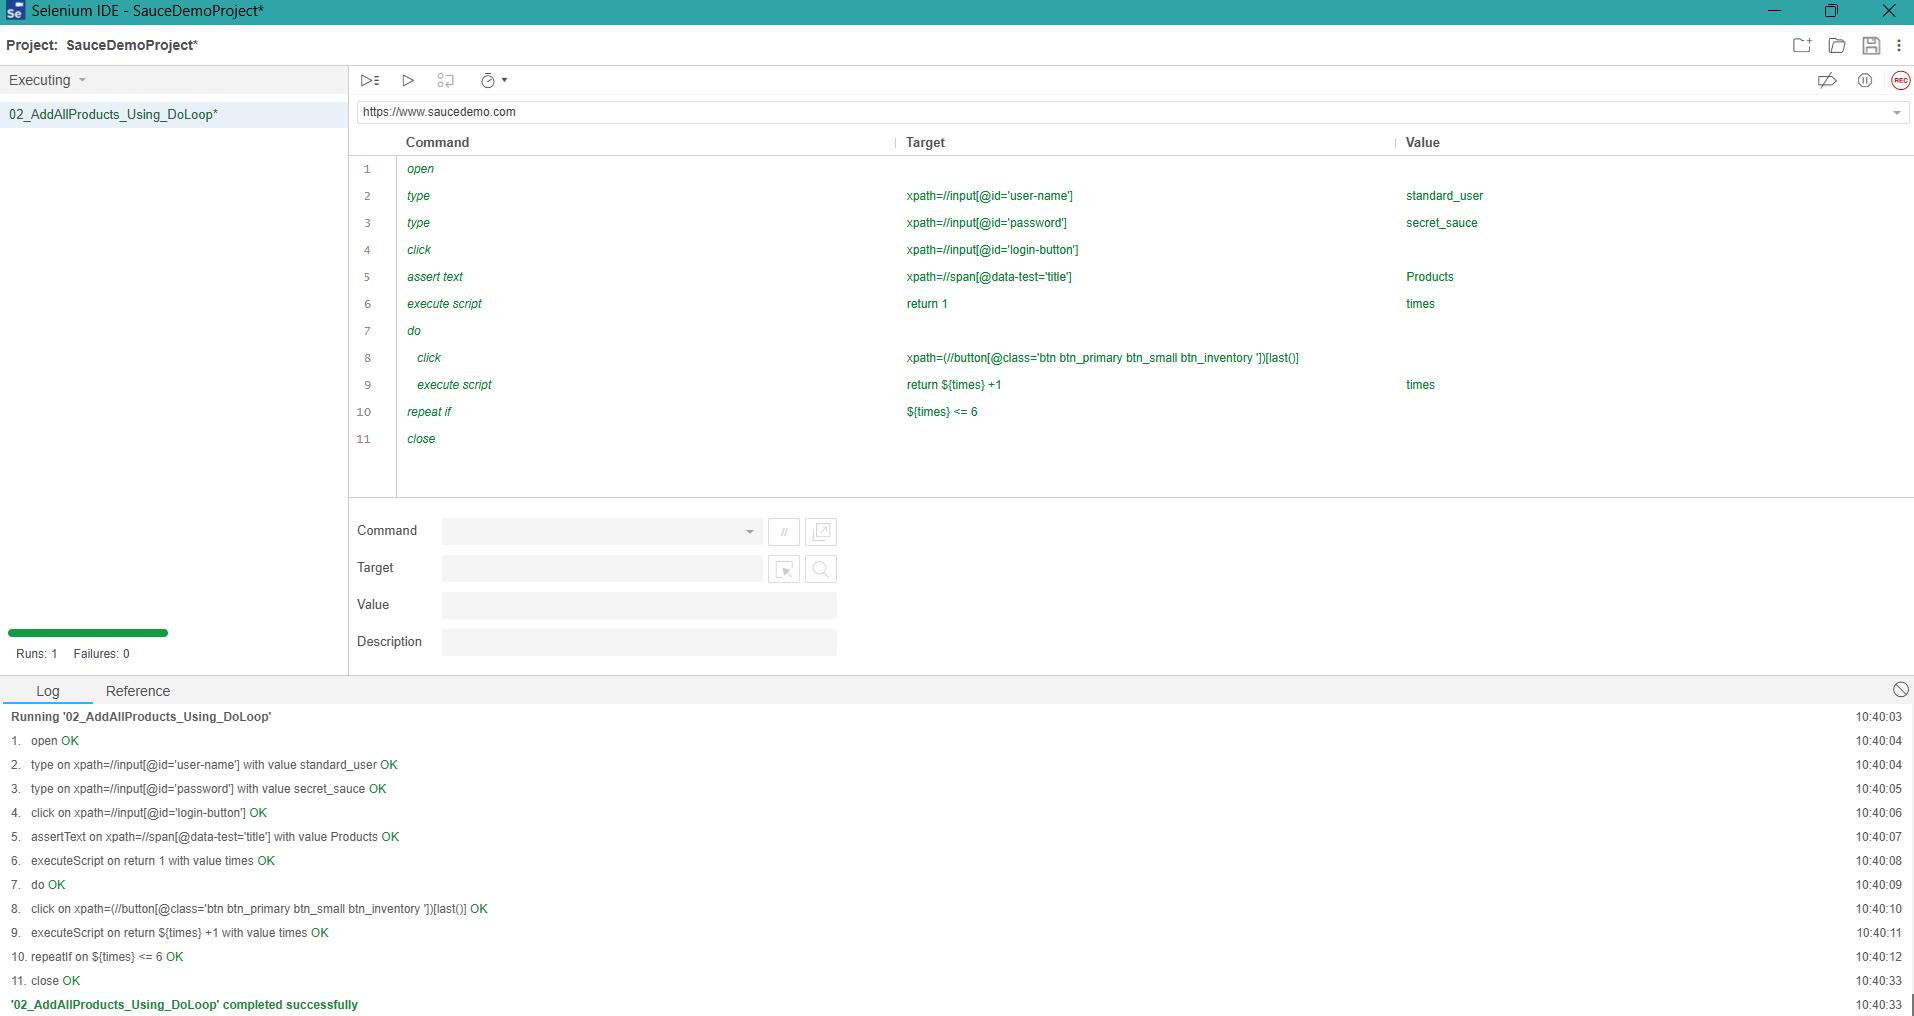 Selenium IDE - SauceDemoProject*
Project: SauceDemoProject*
Executing
REC
02_AddAllProducts_Using_DoLoop*
https://www.saucedemo.com
Command Target Value
1 open
2 type xpath=//input[@id='user-name'] standard_user
3 type xpath=//input[@id='password'] secret_sauce
4 click xpath=//input[@id='login-button']
5 assert text xpath=//span[@data-test='title'] Products
6 execute script return 1 times
7 do
8 click xpath=(//button[@class='btn btn_primary btn_small btn_inventory '])[last()]
9 execute script return ${times} +1 times
10 repeat if ${times} <= 6
11 close
Command //
Target
Value
Description
Runs: 1 Failures: 0
Log Reference
Running '02_AddAllProducts_Using_DoLoop' 10:40:03
1. open OK 10:40:04
2. type on xpath=//input[@id='user-name'] with value standard_user OK 10:40:04
3. type on xpath=//input[@id='password'] with value secret_sauce OK 10:40:05
4. click on xpath=//input[@id='login-button'] OK 10:40:06
5. assertText on xpath=//span[@data-test='title'] with value Products OK 10:40:07
6. executeScript on return 1 with value times OK 10:40:08
7. do OK 10:40:09
8. click on xpath=(//button[@class='btn btn_primary btn_small btn_inventory '])[last()] OK 10:40:10
9. executeScript on return ${times} +1 with value times OK 10:40:11
10. repeatIf on ${times} <= 6 OK 10:40:12
11. close OK 10:40:33
'02_AddAllProducts_Using_DoLoop' completed successfully 10:40:33